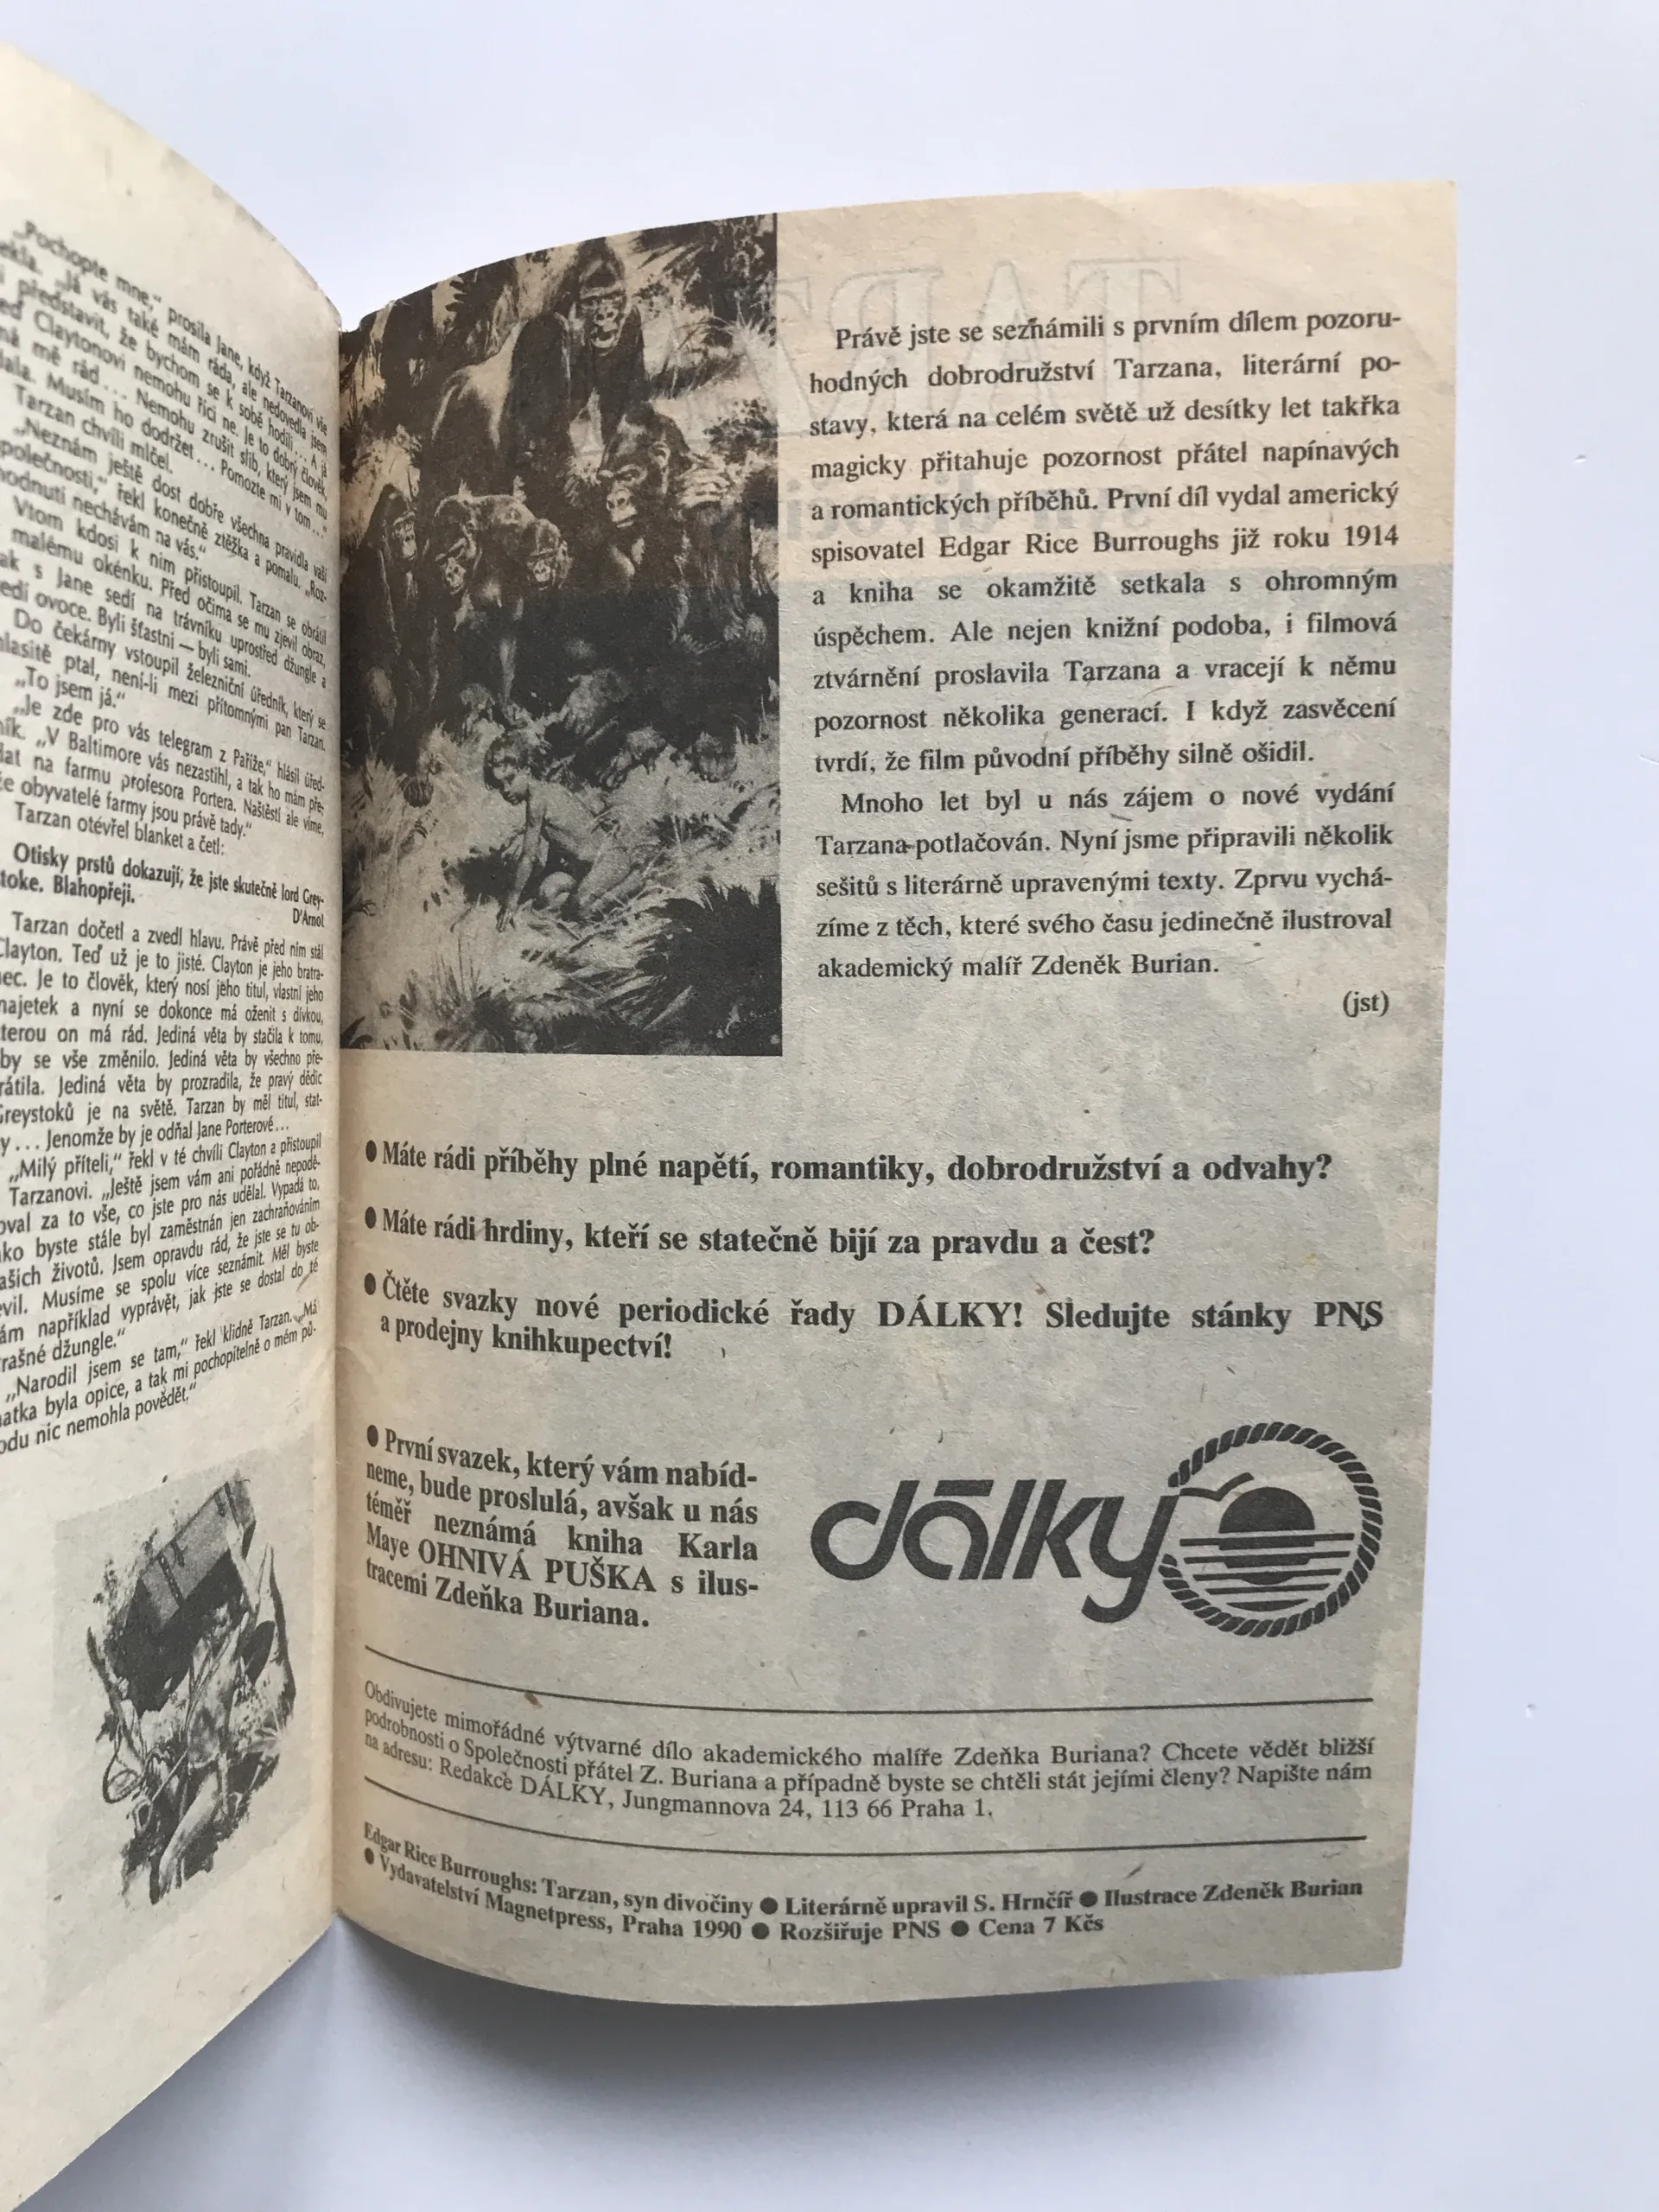 „Pochopte mne,“ prosila Jane, když Tarzanovi vše
řekla. „Já vás také mám ráda, ale nedovedla jsem
si představit, že bychom se k sobě hodili ... A já
teď Claytonovi nemohu říci ne. Je to dobrý člověk,
má mě rád ... Nemohu zrušit slib, který jsem mu
dala. Musím ho dodržet ... Pomozte mi v tom ...“
Tarzan chvíli mlčel.
„Neznám ještě dost dobře všechna pravidla vaší
společnosti,“ řekl konečně ztěžka a pomalu. „Roz-
hodnutí nechávám na vás.“
Vtom kdosi k nim přistoupil. Tarzan se obrátil
malému okénku. Před očima se mu zjevil obraz,
ak s Jane sedí na trávníku uprostřed džungle a
edí ovoce. Byli šťastni — byli sami.
Do čekárny vstoupil železniční úředník, který se
hlasitě ptal, není-li mezi přítomnými pan Tarzan.
„To jsem já.“
„Je zde pro vás telegram z Paříže,“ hlásil úřed-
ník. „V Baltimore vás nezastihl, a tak ho mám pře-
dat na farmu profesora Portera. Naštěstí ale víme,
že obyvatelé farmy jsou právě tady.“
Tarzan otevřel blanket a četl:
Otisky prstů dokazují, že jste skutečně lord Grey-
stoke. Blahopřeji.
D'Arnol
Tarzan dočetl a zvedl hlavu. Právě před ním stál
Clayton. Teď už je to jisté. Clayton je jeho bratra-
nec. Je to člověk, který nosí jeho titul, vlastní jeho
majetek a nyní se dokonce má oženit s dívkou,
kterou on má rád. Jediná věta by stačila k tomu,
aby se vše změnilo. Jediná věta by všechno pře-
vrátila. Jediná věta by prozradila, že pravý dědic
Greystoků je na světě. Tarzan by měl titul, stat-
ky ... Jenomže by je odňal Jane Porterové ...
„Milý příteli,“ řekl v té chvíli Clayton a přistoupil
Tarzanovi. „Ještě jsem vám ani pořádně nepodě-
koval za to vše, co jste pro nás udělal. Vypadá to,
jako byste stále byl zaměstnán jen zachraňováním
našich životů. Jsem opravdu rád, že jste se tu ob-
jevil. Musíme se spolu více seznámit. Měl byste
nám například vyprávět, jak jste se dostal do té
strašné džungle.“
„Narodil jsem se tam,“ řekl klidně Tarzan. „Má
matka byla opice, a tak mi pochopitelně o mém pů-
vodu nic nemohla povědět.“
Právě jste se seznámili s prvním dílem pozoru-
hodných dobrodružství Tarzana, literární po-
stavy, která na celém světě už desítky let takřka
magicky přitahuje pozornost přátel napínavých
a romantických příběhů. První díl vydal americký
spisovatel Edgar Rice Burroughs již roku 1914
a kniha se okamžitě setkala s ohromným
úspěchem. Ale nejen knižní podoba, i filmová
ztvárnění proslavila Tarzana a vracejí k němu
pozornost několika generací. I když zasvěcení
tvrdí, že film původní příběhy silně ošidil.
Mnoho let byl u nás zájem o nové vydání
Tarzana potlačován. Nyní jsme připravili několik
sešitů s literárně upravenými texty. Zprvu vychá-
zíme z těch, které svého času jedinečně ilustroval
akademický malíř Zdeněk Burian.
(jst)
● Máte rádi příběhy plné napětí, romantiky, dobrodružství a odvahy?
● Máte rádi hrdiny, kteří se statečně bijí za pravdu a čest?
● Čtěte svazky nové periodické řady DÁLKY! Sledujte stánky PNS
a prodejny knihkupectví!
● První svazek, který vám nabíd-
neme, bude proslulá, avšak u nás
téměř neznámá kniha Karla
Maye OHNIVÁ PUŠKA s ilus-
tracemi Zdeňka Buriana.
dálky
Obdivujete mimořádné výtvarné dílo akademického malíře Zdeňka Buriana? Chcete vědět bližší
podrobnosti o Společnosti přátel Z. Buriana a případně byste se chtěli stát jejími členy? Napište nám
na adresu: Redakce DÁLKY, Jungmannova 24, 113 66 Praha 1.
Edgar Rice Burroughs: Tarzan, syn divočiny ● Literárně upravil S. Hrnčíř ● Ilustrace Zdeněk Burian
● Vydavatelství Magnetpress, Praha 1990 ● Rozšiřuje PNS ● Cena 7 Kčs